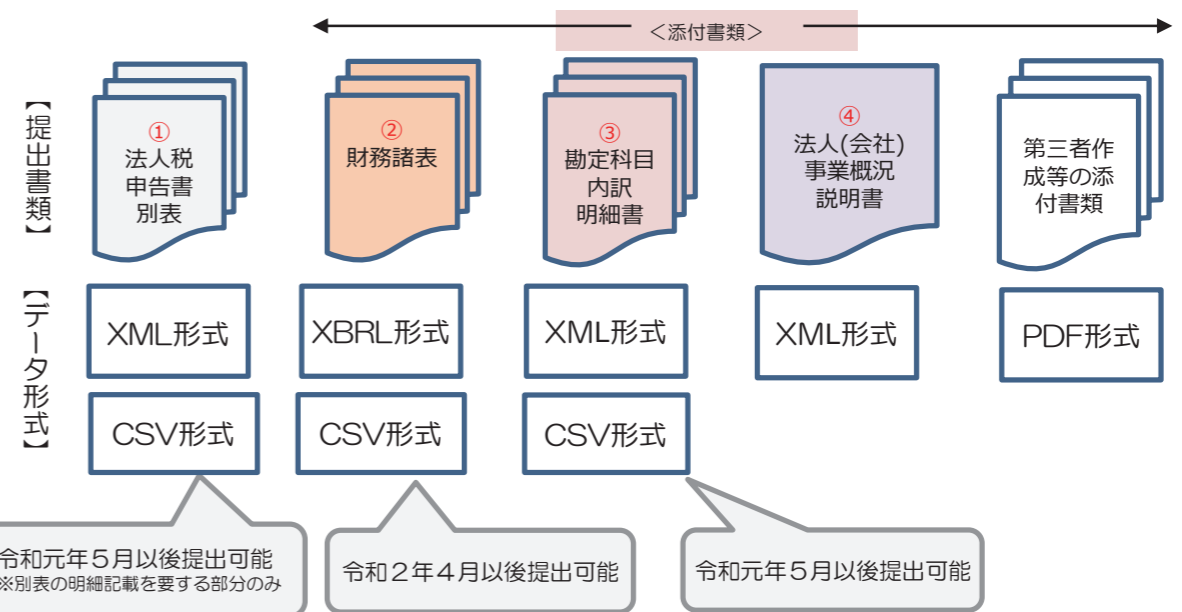 ＜添付書類＞
【提出書類】
①
法人税
申告書
別表
②
財務諸表
③
勘定科目
内訳
明細書
④
法人(会社)
事業概況
説明書
第三者作
成等の添
付書類
【データ形式】
XML形式
XBRL形式
XML形式
XML形式
PDF形式
CSV形式
CSV形式
CSV形式
令和元年５月以後提出可能
※別表の明細記載を要する部分のみ
令和２年４月以後提出可能
令和元年５月以後提出可能